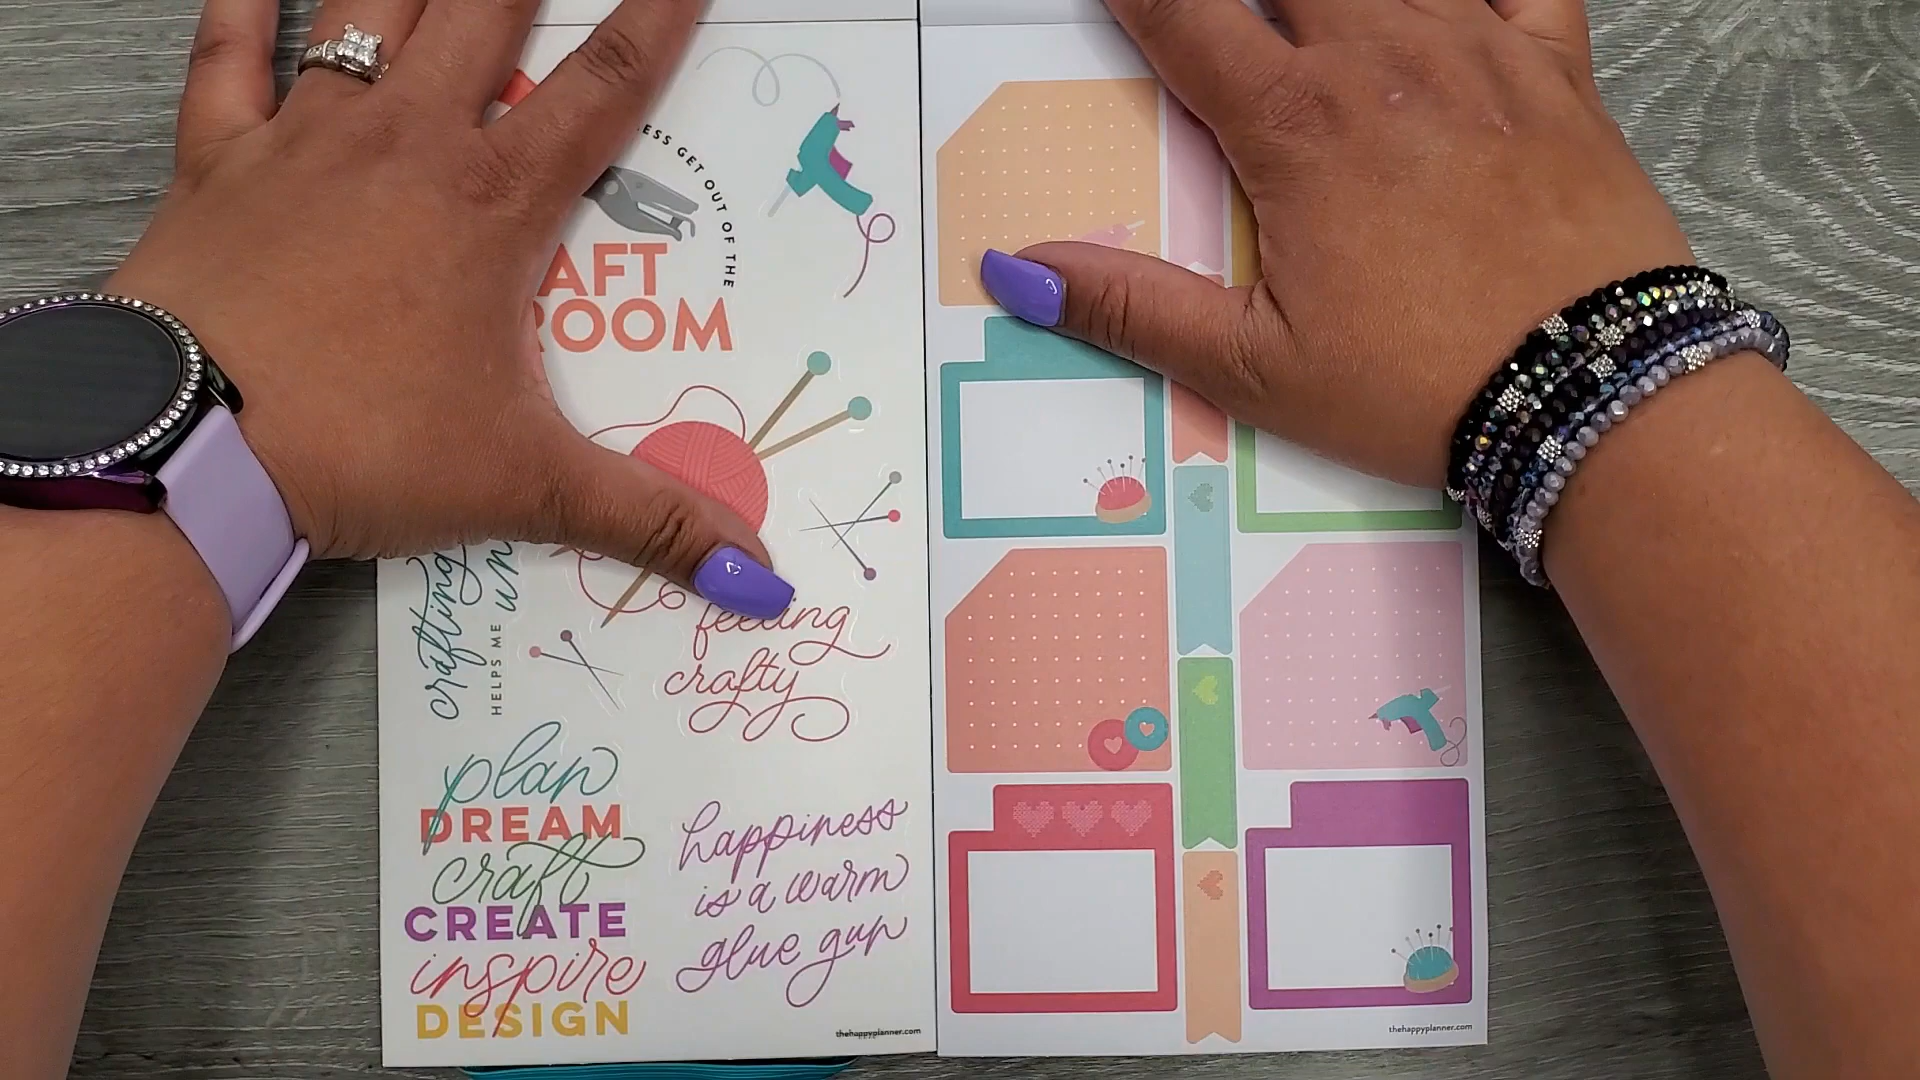 GET OUT OF THE
AFT
ROOM
crafting
HELPS ME
feeling
crafty
plan
DREAM
craft
CREATE
inspire
DESIGN
happiness
is a warm
glue gun
thehappyplanner.com
thehappyplanner.com